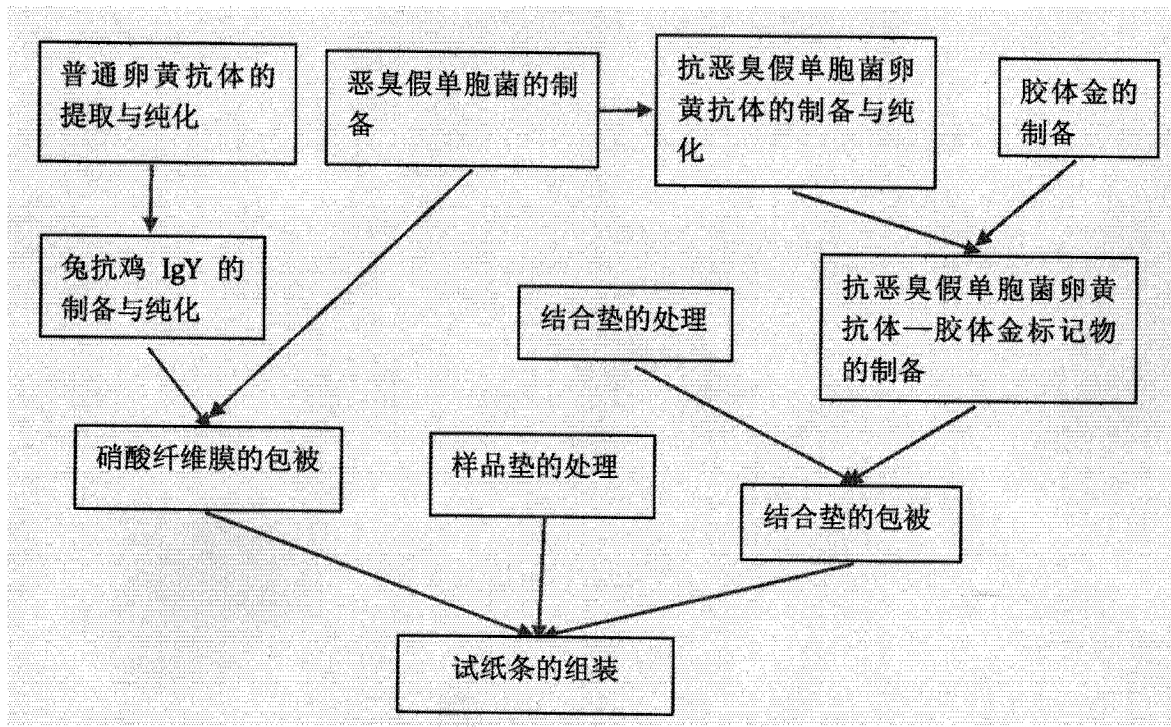 普通卵黄抗体的
提取与纯化
恶臭假单胞菌的制
备
抗恶臭假单胞菌卵
黄抗体的制备与纯
化
胶体金的
制备
兔抗鸡 IgY 的
制备与纯化
结合垫的处理
抗恶臭假单胞菌卵黄
抗体—胶体金标记物
的制备
硝酸纤维膜的包被
样品垫的处理
结合垫的包被
试纸条的组装